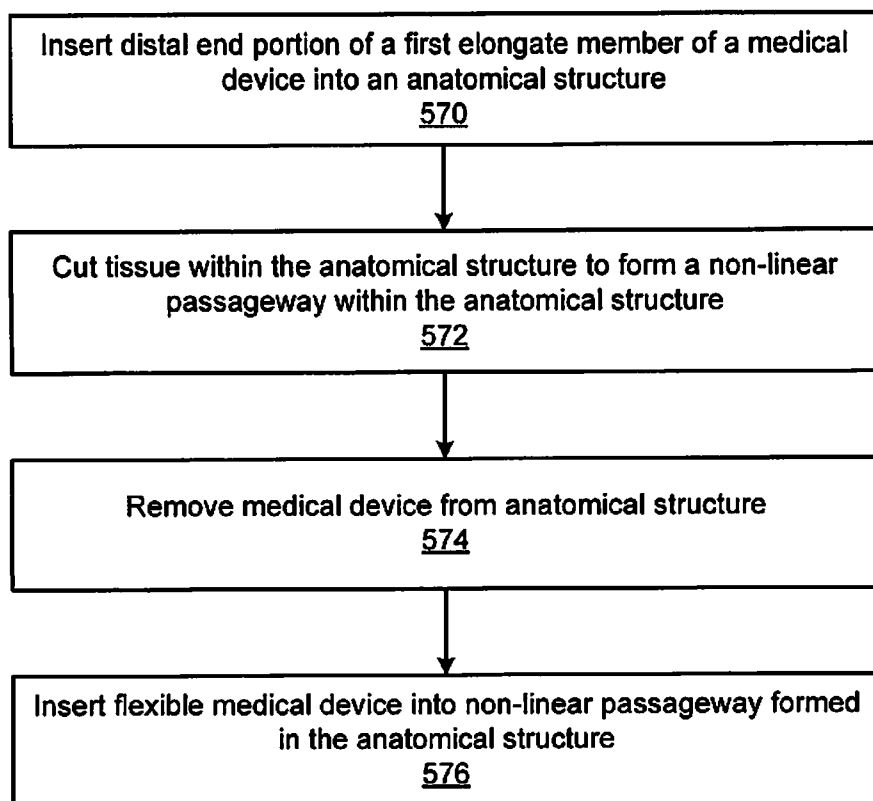 Insert distal end portion of a first elongate member of a medical
device into an anatomical structure
570
Cut tissue within the anatomical structure to form a non-linear
passageway within the anatomical structure
572
Remove medical device from anatomical structure
574
Insert flexible medical device into non-linear passageway formed
in the anatomical structure
576